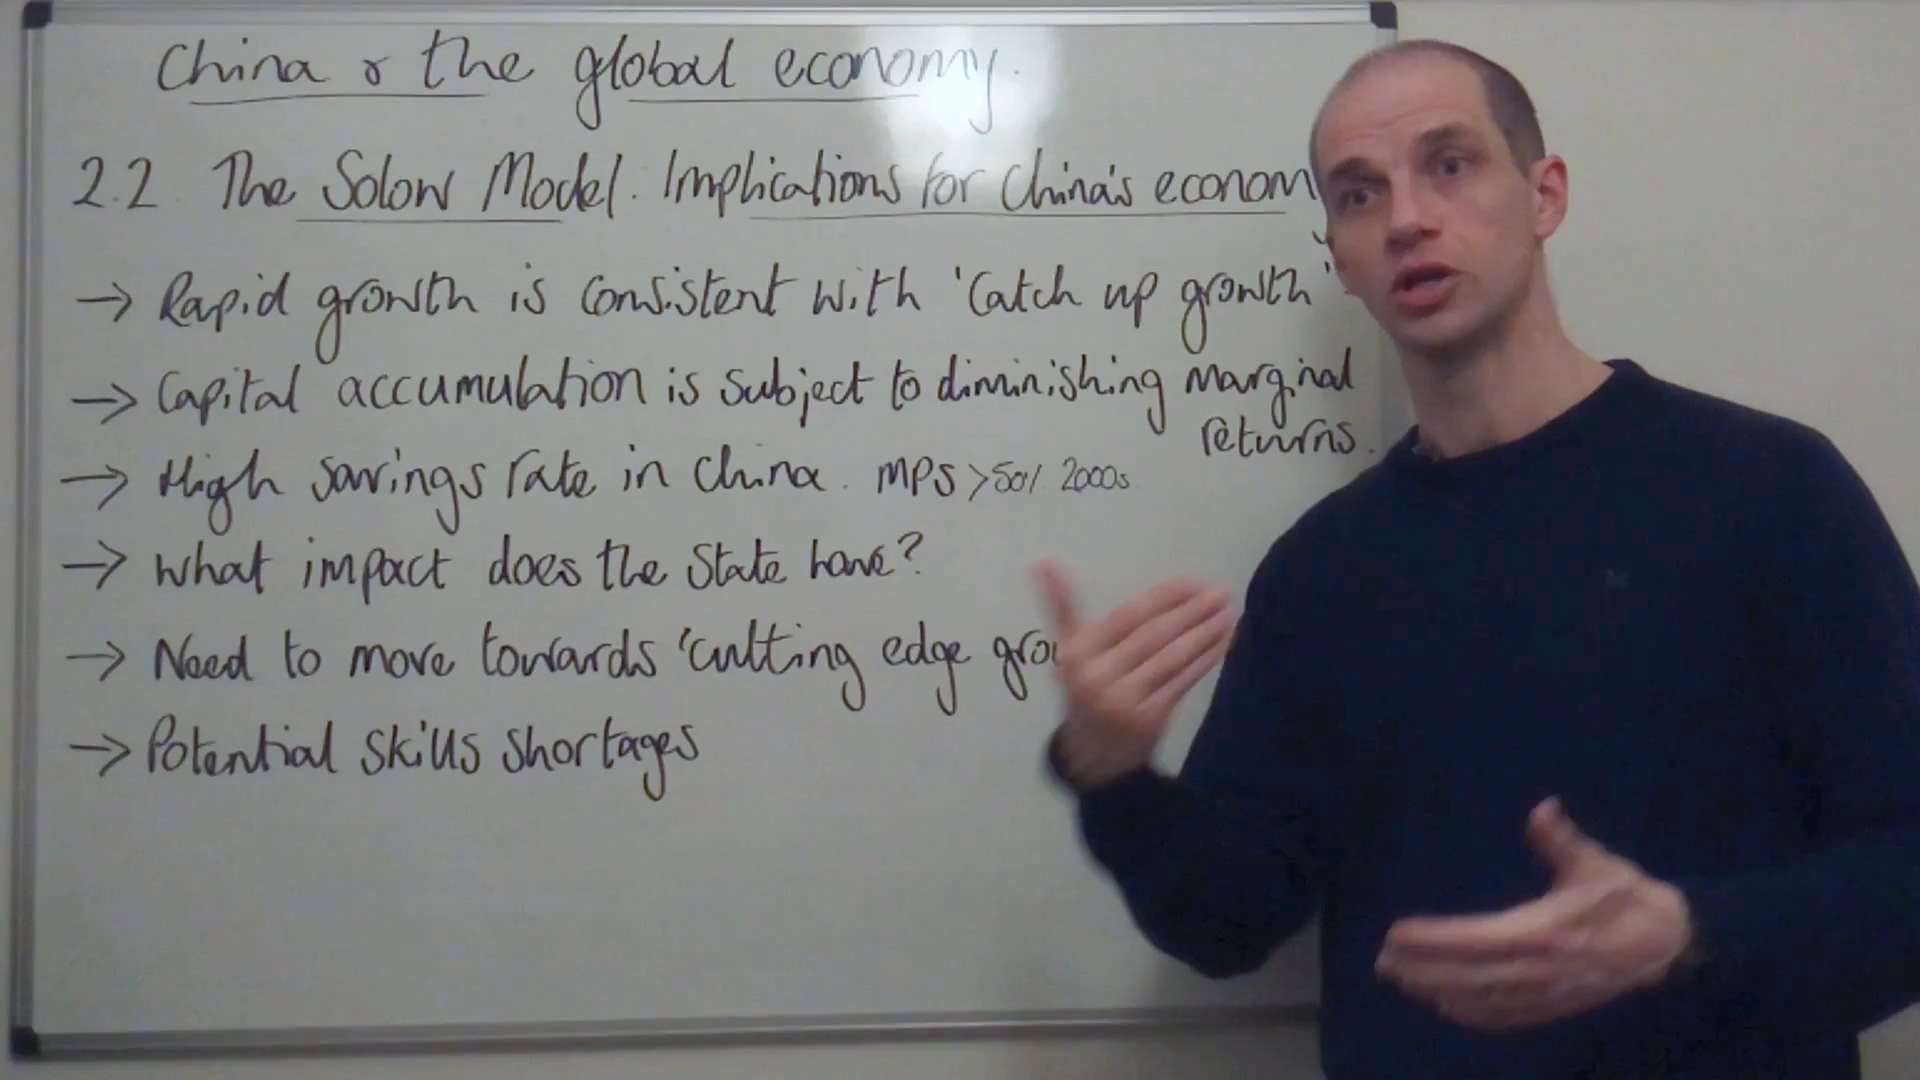 China & the global economy.
2.2 The Solow Model. Implications for China's economy
→ Rapid growth is consistent with 'catch up growth'
→ Capital accumulation is subject to diminishing marginal
returns.
→ High savings rate in China. MPS >50% 2000s
→ What impact does the State have?
→ Need to move towards 'cutting edge
→ Potential skills shortages